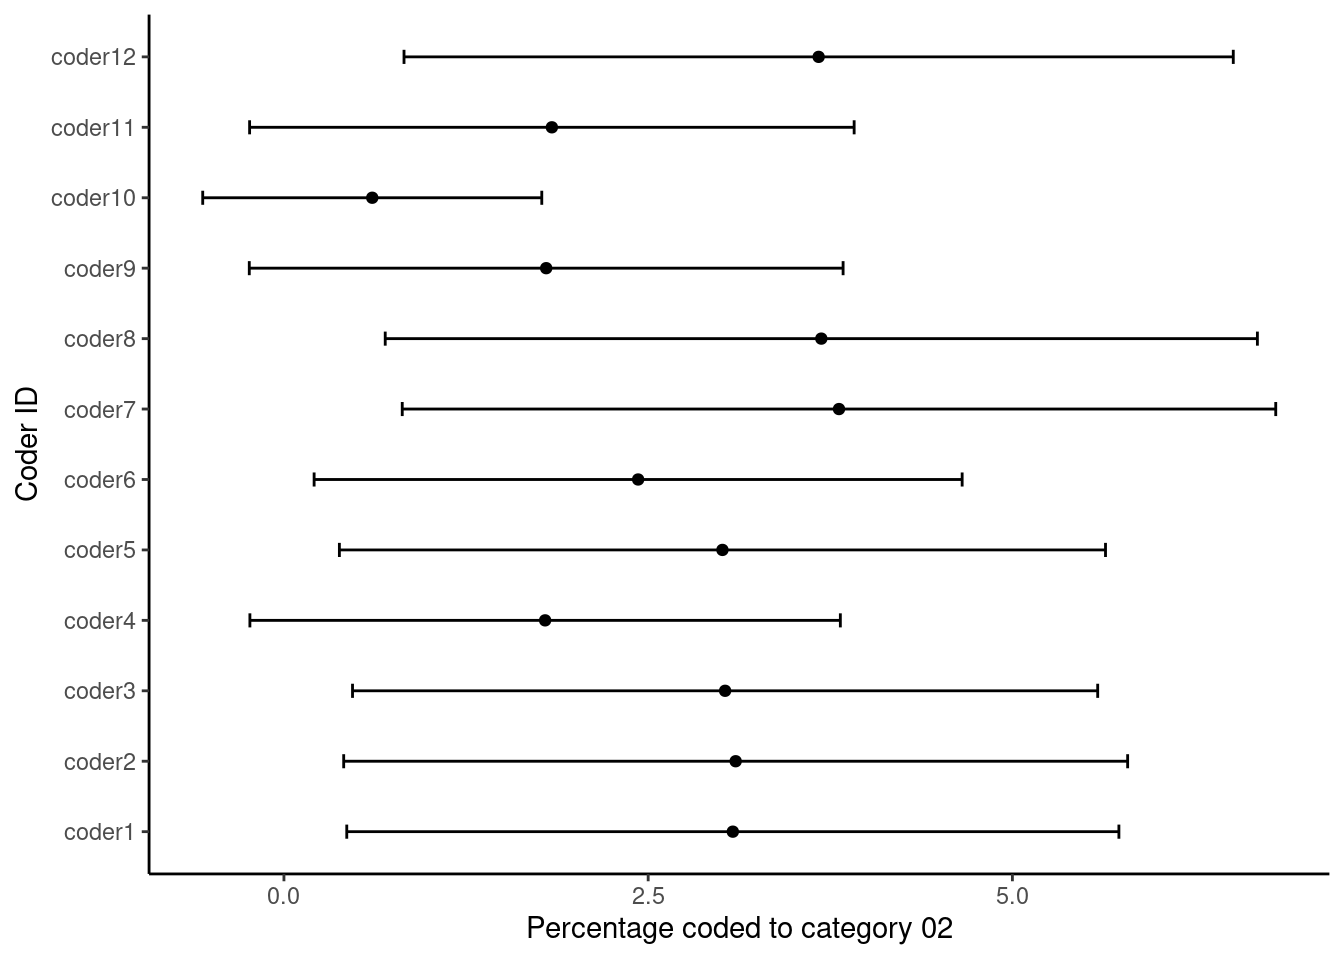 coder12
coder11
coder10
coder9
coder8
coder7
coder6
coder5
coder4
coder3
coder2
coder1
Coder ID
0.0 2.5 5.0
Percentage coded to category 02